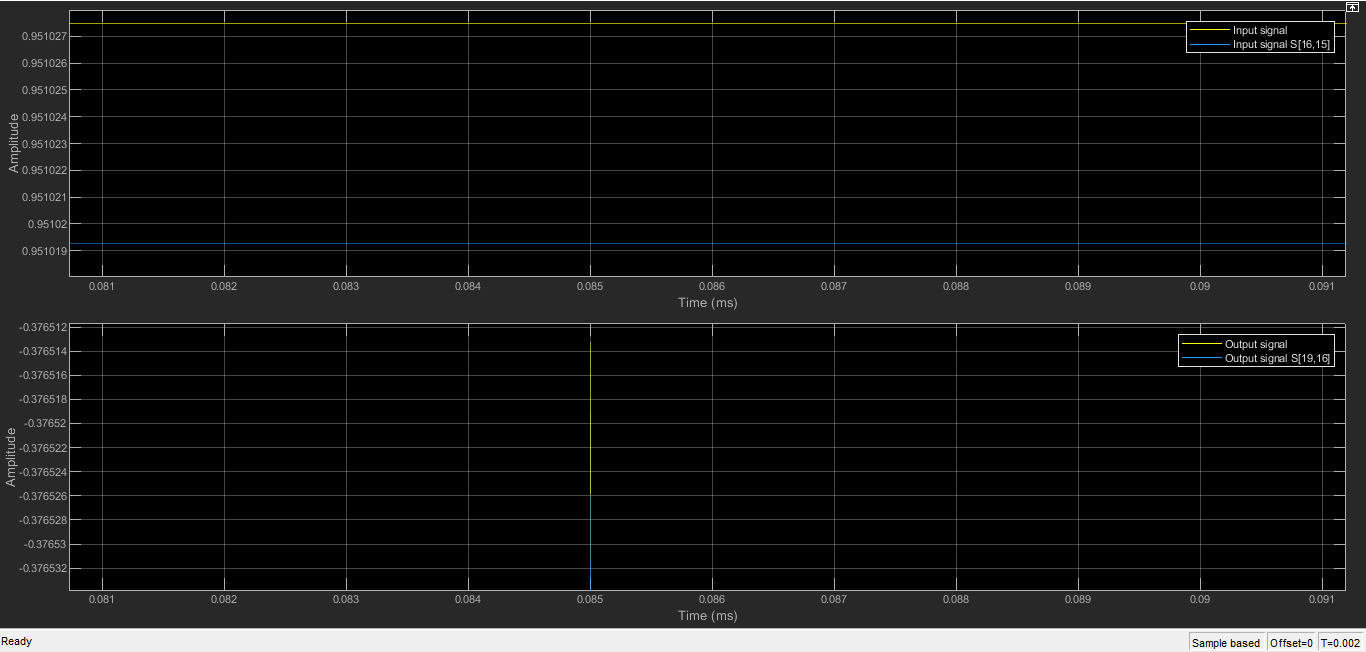 0.951027
0.951026
0.951025
0.951024
0.951023
0.951022
0.951021
0.95102
0.951019
Amplitude
Input signal
Input signal S[16,15]
0.081 0.082 0.083 0.084 0.085 0.086 0.087 0.088 0.089 0.09 0.091
Time (ms)
-0.376512
-0.376514
-0.376516
-0.376518
-0.37652
-0.376522
-0.376524
-0.376526
-0.376528
-0.37653
-0.376532
Amplitude
Output signal
Output signal S[19,16]
0.081 0.082 0.083 0.084 0.085 0.086 0.087 0.088 0.089 0.09 0.091
Time (ms)
Ready Sample based Offset=0 T=0.002